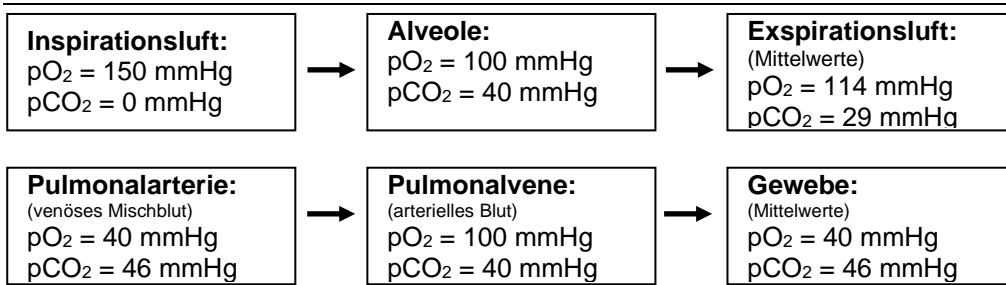 Inspirationsluft:
pO₂ = 150 mmHg
pCO₂ = 0 mmHg
Alveole:
pO₂ = 100 mmHg
pCO₂ = 40 mmHg
Exspirationsluft:
(Mittelwerte)
pO₂ = 114 mmHg
pCO₂ = 29 mmHg
Pulmonalarterie:
(venöses Mischblut)
pO₂ = 40 mmHg
pCO₂ = 46 mmHg
Pulmonalvene:
(arterielles Blut)
pO₂ = 100 mmHg
pCO₂ = 40 mmHg
Gewebe:
(Mittelwerte)
pO₂ = 40 mmHg
pCO₂ = 46 mmHg